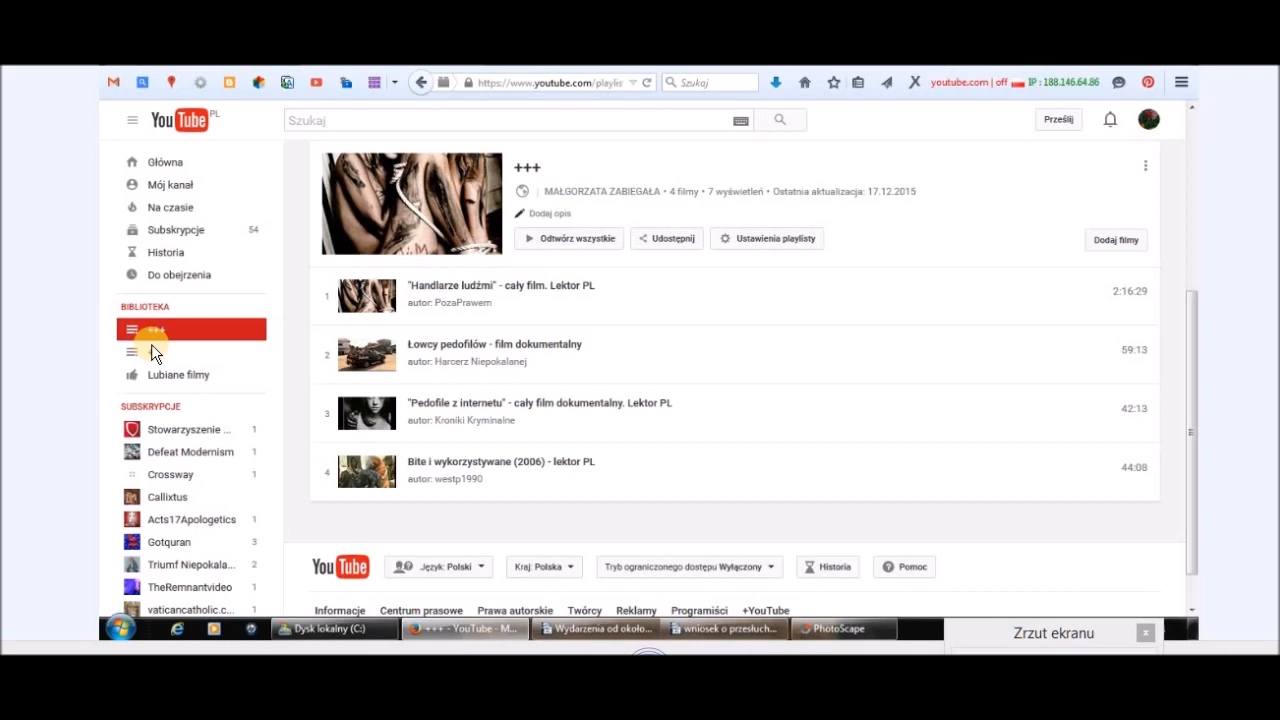 https://www.youtube.com/playlis
Szukaj
youtube.com | off
IP : 188.146.64.86
YouTube PL
Szukaj
Prześlij
Główna
Mój kanał
Na czasie
Subskrypcje 54
Historia
Do obejrzenia
BIBLIOTEKA
+++
Lubiane filmy
SUBSKRYPCJE
Stowarzyszenie ... 1
Defeat Modernism 1
Crossway 1
Callixtus
Acts17Apologetics 1
Gotquran 3
Triumf Niepokala... 2
TheRemnantvideo 1
vaticancatholic.c... 1
+++
MAŁGORZATA ZABIEGAŁA • 4 filmy • 7 wyświetleń • Ostatnia aktualizacja: 17.12.2015
Dodaj opis
Odtwórz wszystkie
Udostępnij
Ustawienia playlisty
Dodaj filmy
1 "Handlarze ludźmi" - cały film. Lektor PL 2:16:29
autor: PozaPrawem
2 Łowcy pedofilów - film dokumentalny 59:13
autor: Harcerz Niepokalanej
3 "Pedofile z internetu" - cały film dokumentalny. Lektor PL 42:13
autor: Kroniki Kryminalne
4 Bite i wykorzystywane (2006) - lektor PL 44:08
autor: westp1990
YouTube
Język: Polski
Kraj: Polska
Tryb ograniczonego dostępu Wyłączony
Historia
Pomoc
Informacje Centrum prasowe Prawa autorskie Twórcy Reklamy Programiści +YouTube
Dysk lokalny (C:)
+++ - YouTube - M...
Wydarzenia od około...
wniosek o przesłuch...
PhotoScape
Zrzut ekranu